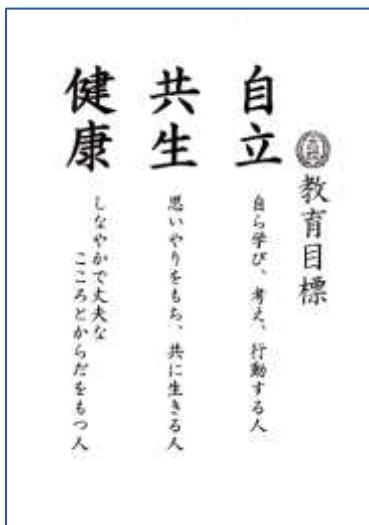 教育目標
自立
自ら学び、考え、行動する人
共生
思いやりをもち、共に生きる人
健康
しなやかで丈夫な
こころとからだをもつ人